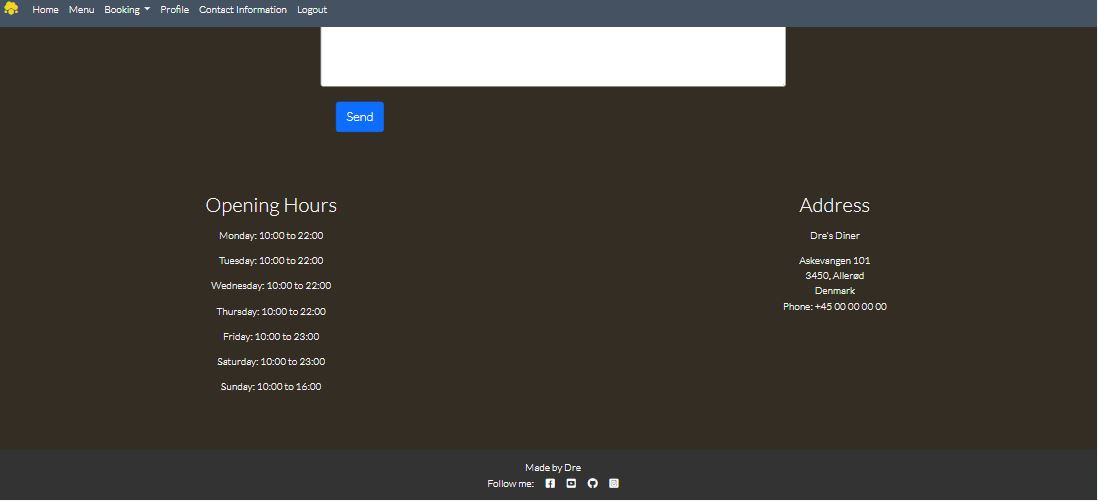 Home Menu Booking Profile Contact Information Logout
Send
Opening Hours
Monday: 10:00 to 22:00
Tuesday: 10:00 to 22:00
Wednesday: 10:00 to 22:00
Thursday: 10:00 to 22:00
Friday: 10:00 to 23:00
Saturday: 10:00 to 23:00
Sunday: 10:00 to 16:00
Address
Dre's Diner
Askevangen 101
3450, Allerød
Denmark
Phone: +45 00 00 00 00
Made by Dre
Follow me: